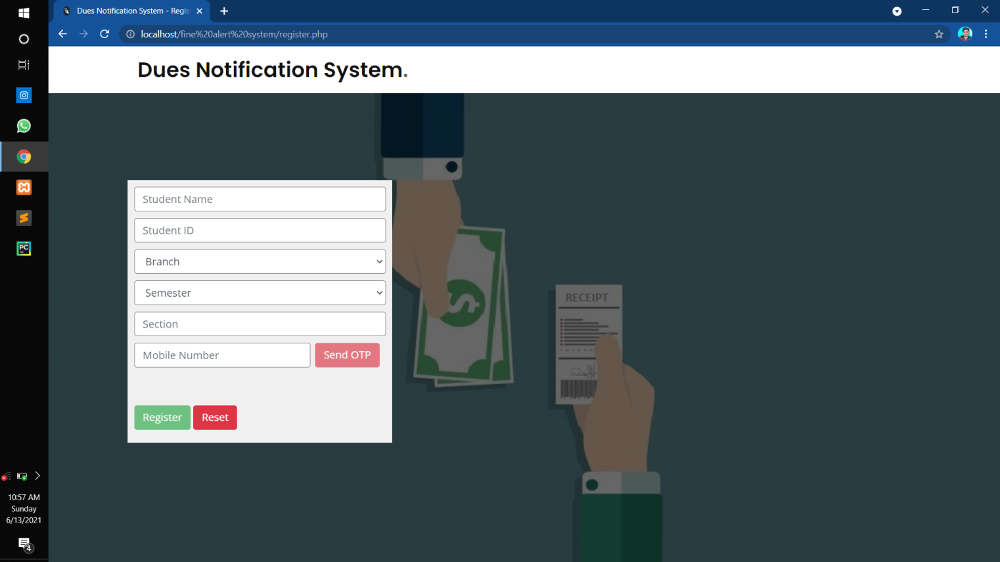 Dues Notification System - Regis
localhost/fine%20alert%20system/register.php
Dues Notification System.
Student Name
Student ID
Branch
Semester
Section
Mobile Number
Send OTP
Register
Reset
RECEIPT
PC
10:57 AM
Sunday
6/13/2021
4